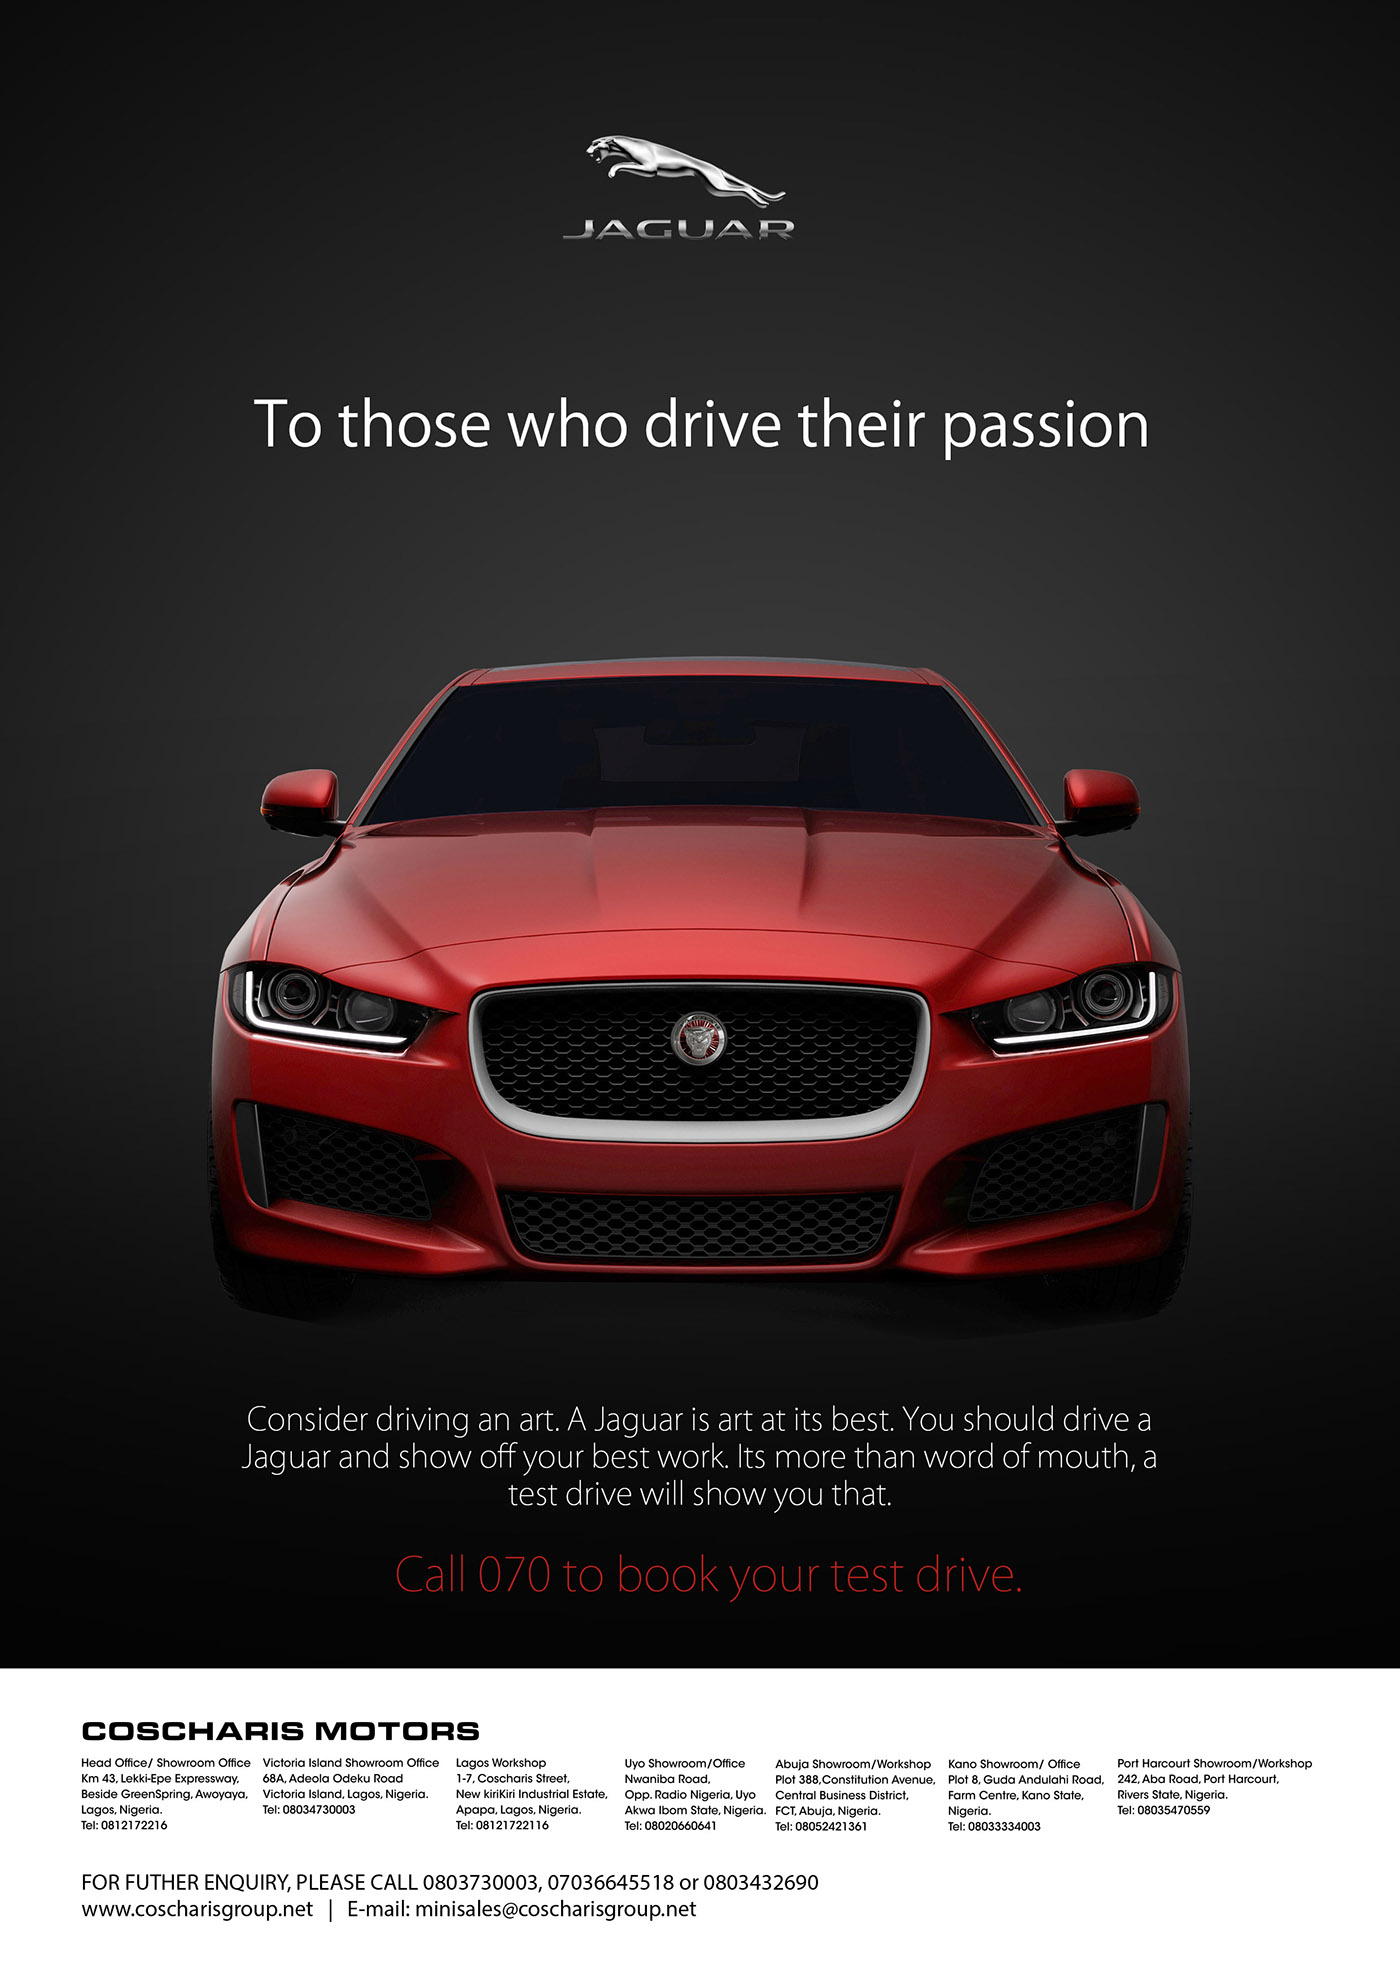 JAGUAR
To those who drive their passion
Consider driving an art. A Jaguar is art at its best. You should drive a
Jaguar and show off your best work. Its more than word of mouth, a
test drive will show you that.
Call 070 to book your test drive.
COSCHARIS MOTORS
Head Office/ Showroom Office
Km 43, Lekki-Epe Expressway,
Beside GreenSpring, Awoyaya,
Lagos, Nigeria.
Tel: 0812172216
Victoria Island Showroom Office
68A, Adeola Odeku Road
Victoria Island, Lagos, Nigeria.
Tel: 08034730003
Lagos Workshop
1-7, Coscharis Street,
New kiriKiri Industrial Estate,
Apapa, Lagos, Nigeria.
Tel: 08121722116
Uyo Showroom/Office
Nwaniba Road,
Opp. Radio Nigeria, Uyo
Akwa Ibom State, Nigeria.
Tel: 08020660641
Abuja Showroom/Workshop
Plot 388,Constitution Avenue,
Central Business District,
FCT, Abuja, Nigeria.
Tel: 08052421361
Kano Showroom/ Office
Plot 8, Guda Andulahi Road,
Farm Centre, Kano State,
Nigeria.
Tel: 08033334003
Port Harcourt Showroom/Workshop
242, Aba Road, Port Harcourt,
Rivers State, Nigeria.
Tel: 08035470559
FOR FUTHER ENQUIRY, PLEASE CALL 0803730003, 07036645518 or 0803432690
www.coscharisgroup.net | E-mail: minisales@coscharisgroup.net